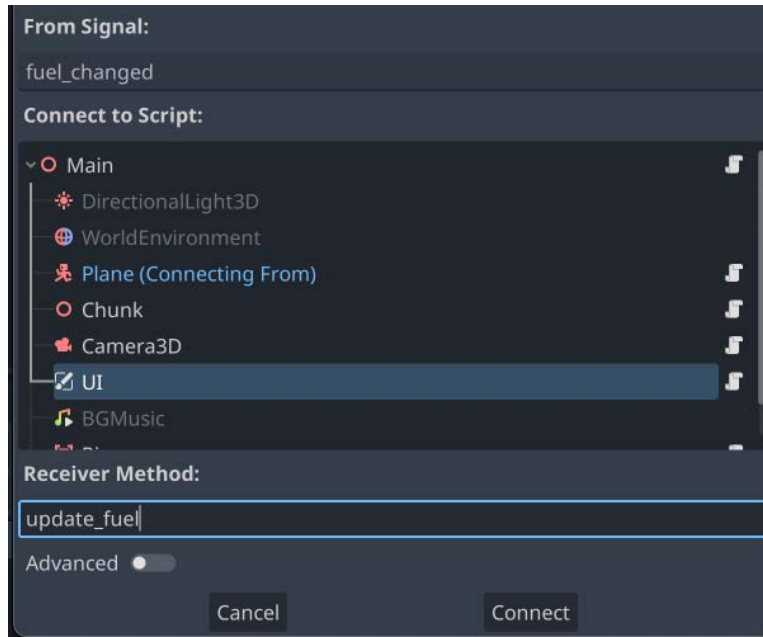 From Signal:
fuel_changed
Connect to Script:
Main
DirectionalLight3D
WorldEnvironment
Plane (Connecting From)
Chunk
Camera3D
UI
BGMusic
Receiver Method:
update_fuel
Advanced
Cancel Connect